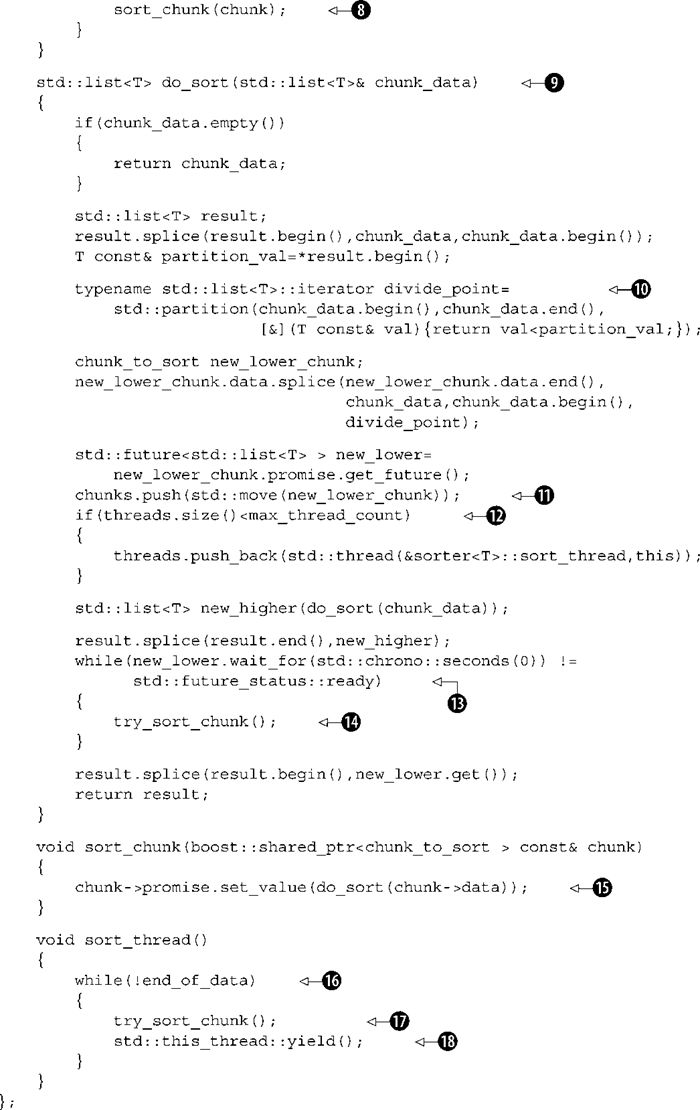 sort_chunk(chunk); ⑧
        }
    }
    std::list<T> do_sort(std::list<T>& chunk_data) ⑨
    {
        if(chunk_data.empty())
        {
            return chunk_data;
        }
        std::list<T> result;
        result.splice(result.begin(),chunk_data,chunk_data.begin());
        T const& partition_val=*result.begin();
        typename std::list<T>::iterator divide_point= ⑩
            std::partition(chunk_data.begin(),chunk_data.end(),
                           [&](T const& val){return val<partition_val;});
        chunk_to_sort new_lower_chunk;
        new_lower_chunk.data.splice(new_lower_chunk.data.end(),
                                    chunk_data,chunk_data.begin(),
                                    divide_point);
        std::future<std::list<T> > new_lower=
            new_lower_chunk.promise.get_future();
        chunks.push(std::move(new_lower_chunk)); ⑪
        if(threads.size()<max_thread_count) ⑫
        {
            threads.push_back(std::thread(&sorter<T>::sort_thread,this));
        }
        std::list<T> new_higher(do_sort(chunk_data));
        result.splice(result.end(),new_higher);
        while(new_lower.wait_for(std::chrono::seconds(0)) !=
              std::future_status::ready) ⑬
        {
            try_sort_chunk(); ⑭
        }
        result.splice(result.begin(),new_lower.get());
        return result;
    }
    void sort_chunk(boost::shared_ptr<chunk_to_sort > const& chunk)
    {
        chunk->promise.set_value(do_sort(chunk->data)); ⑮
    }
    void sort_thread()
    {
        while(!end_of_data) ⑯
        {
            try_sort_chunk(); ⑰
            std::this_thread::yield(); ⑱
        }
    }
};